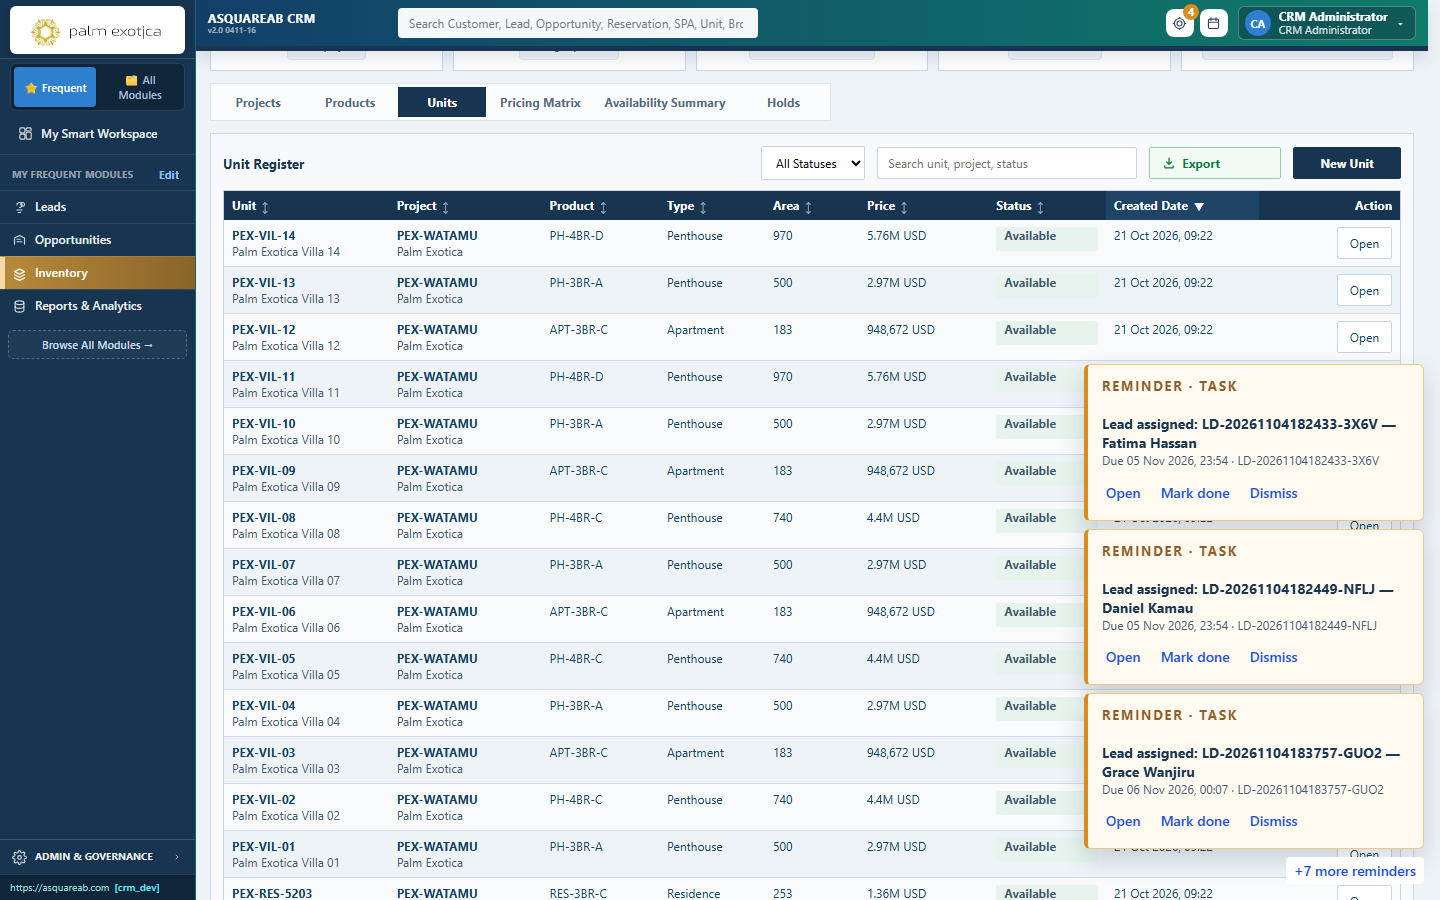 palm exotica
ASQUAREAB CRM
v2.0 0411-16
Search Customer, Lead, Opportunity, Reservation, SPA, Unit, Brc
4
CA
CRM Administrator
CRM Administrator
Frequent
All Modules
My Smart Workspace
MY FREQUENT MODULES
Edit
Leads
Opportunities
Inventory
Reports & Analytics
Browse All Modules →
ADMIN & GOVERNANCE
https://asquareab.com [crm_dev]
Projects
Products
Units
Pricing Matrix
Availability Summary
Holds
Unit Register
All Statuses
Search unit, project, status
Export
New Unit
Unit ↕ Project ↕ Product ↕ Type ↕ Area ↕ Price ↕ Status ↕ Created Date ▼ Action
PEX-VIL-14 PEX-WATAMU PH-4BR-D Penthouse 970 5.76M USD Available 21 Oct 2026, 09:22 Open
Palm Exotica Villa 14 Palm Exotica
PEX-VIL-13 PEX-WATAMU PH-3BR-A Penthouse 500 2.97M USD Available 21 Oct 2026, 09:22 Open
Palm Exotica Villa 13 Palm Exotica
PEX-VIL-12 PEX-WATAMU APT-3BR-C Apartment 183 948,672 USD Available 21 Oct 2026, 09:22 Open
Palm Exotica Villa 12 Palm Exotica
PEX-VIL-11 PEX-WATAMU PH-4BR-D Penthouse 970 5.76M USD Available
Palm Exotica Villa 11 Palm Exotica
PEX-VIL-10 PEX-WATAMU PH-3BR-A Penthouse 500 2.97M USD Available
Palm Exotica Villa 10 Palm Exotica
PEX-VIL-09 PEX-WATAMU APT-3BR-C Apartment 183 948,672 USD Available
Palm Exotica Villa 09 Palm Exotica
PEX-VIL-08 PEX-WATAMU PH-4BR-C Penthouse 740 4.4M USD Available Open
Palm Exotica Villa 08 Palm Exotica
PEX-VIL-07 PEX-WATAMU PH-3BR-A Penthouse 500 2.97M USD Available
Palm Exotica Villa 07 Palm Exotica
PEX-VIL-06 PEX-WATAMU APT-3BR-C Apartment 183 948,672 USD Available
Palm Exotica Villa 06 Palm Exotica
PEX-VIL-05 PEX-WATAMU PH-4BR-C Penthouse 740 4.4M USD Available
Palm Exotica Villa 05 Palm Exotica
PEX-VIL-04 PEX-WATAMU PH-3BR-A Penthouse 500 2.97M USD Available
Palm Exotica Villa 04 Palm Exotica
PEX-VIL-03 PEX-WATAMU APT-3BR-C Apartment 183 948,672 USD Available
Palm Exotica Villa 03 Palm Exotica
PEX-VIL-02 PEX-WATAMU PH-4BR-C Penthouse 740 4.4M USD Available
Palm Exotica Villa 02 Palm Exotica
PEX-VIL-01 PEX-WATAMU PH-3BR-A Penthouse 500 2.97M USD Available Open
Palm Exotica Villa 01 Palm Exotica
PEX-RES-5203 PEX-WATAMU RES-3BR-C Residence 253 1.36M USD Available 21 Oct 2026, 09:22
REMINDER · TASK
Lead assigned: LD-20261104182433-3X6V —
Fatima Hassan
Due 05 Nov 2026, 23:54 · LD-20261104182433-3X6V
Open Mark done Dismiss
REMINDER · TASK
Lead assigned: LD-20261104182449-NFLJ —
Daniel Kamau
Due 05 Nov 2026, 23:54 · LD-20261104182449-NFLJ
Open Mark done Dismiss
REMINDER · TASK
Lead assigned: LD-20261104183757-GUO2 —
Grace Wanjiru
Due 06 Nov 2026, 00:07 · LD-20261104183757-GUO2
Open Mark done Dismiss
+7 more reminders